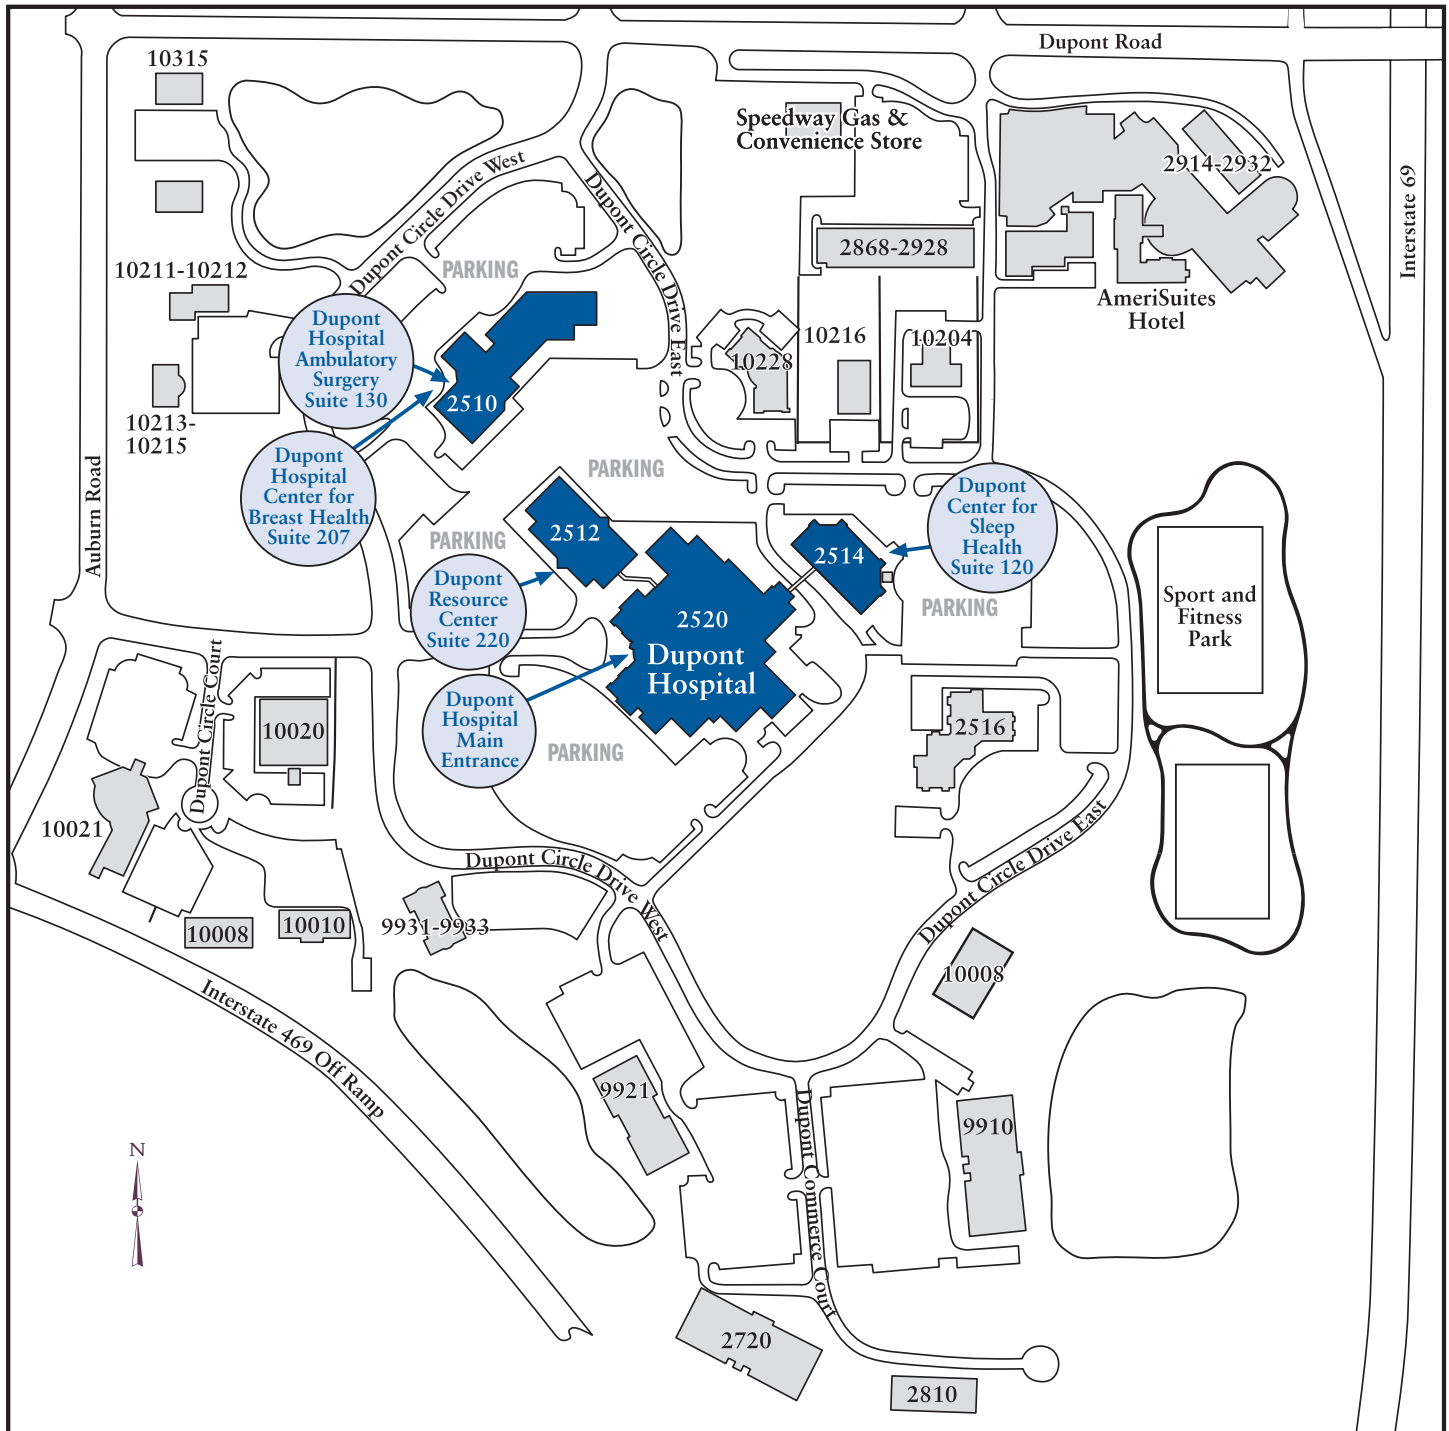 Dupont Road
10315
Speedway Gas &
Convenience Store
2914-2932
Interstate 69
Dupont Circle Drive West
Dupont Circle Drive East
2868-2928
PARKING
10211-10212
AmeriSuites
Hotel
Dupont
Hospital
Ambulatory
Surgery
Suite 130
10216
10204
10228
2510
10213-
10215
Auburn Road
Dupont
Hospital
Center for
Breast Health
Suite 207
PARKING
Dupont
Center for
Sleep
Health
Suite 120
2512
PARKING
2514
Dupont
Resource
Center
Suite 220
PARKING
Sport and
Fitness
Park
2520
Dupont
Hospital
Dupont Circle Court
10020
Dupont
Hospital
Main
Entrance
PARKING
2516
10021
Dupont Circle Drive West
Dupont Circle Drive East
10008
10010
9931-9933
10008
Interstate 469 Off Ramp
9921
Dupont Commerce Court
9910
N
2720
2810